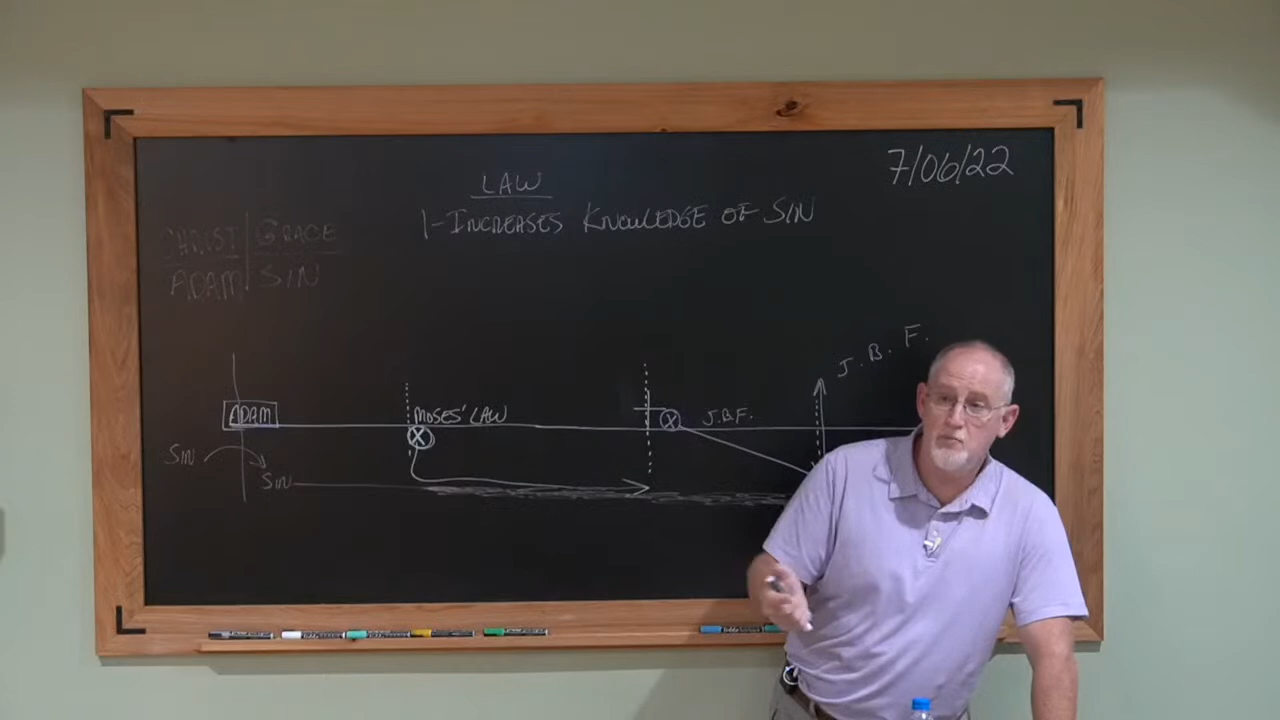 7/06/22
LAW
1-INCREASES KNOWLEDGE OF SIN
CHRIST GRACE
ADAM SIN
J. B. F.
ADAM
MOSES' LAW
X
X
J.B.F.
SIN
SIN